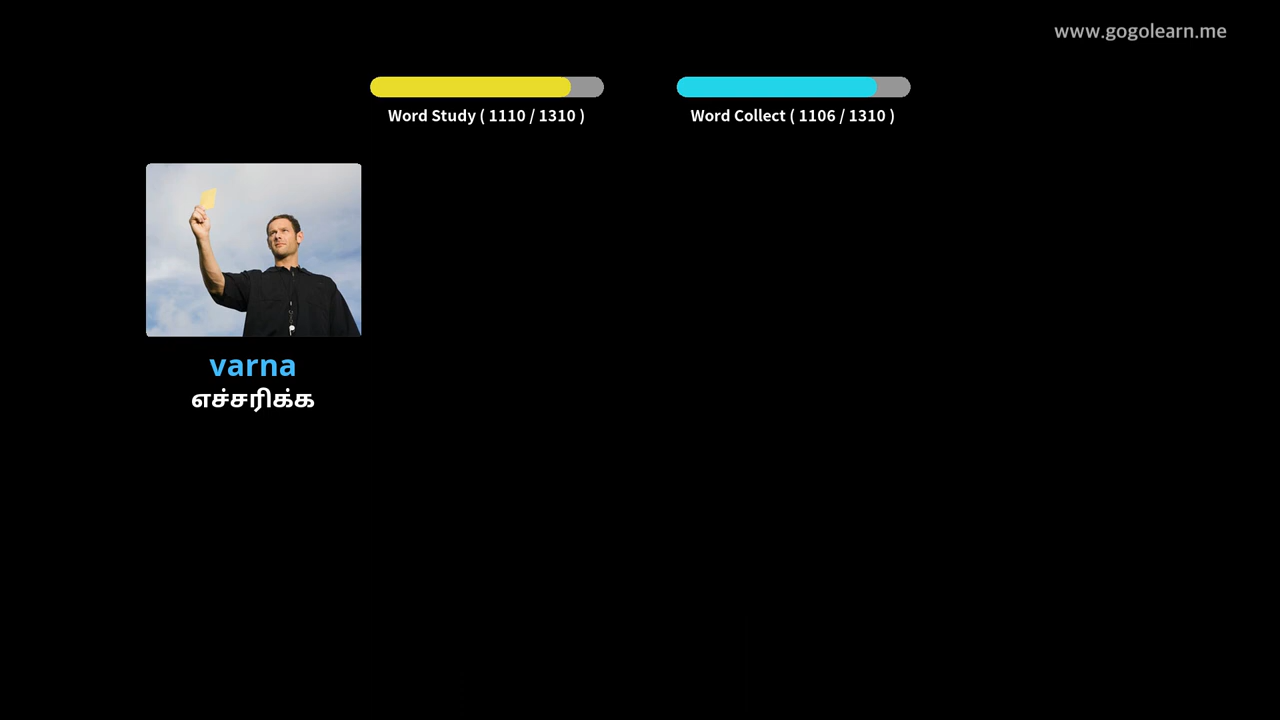 www.gogolearn.me
Word Study ( 1110 / 1310 )
Word Collect ( 1106 / 1310 )
varna
எச்சரிக்க